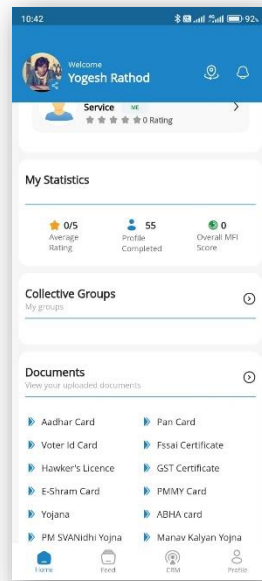 10:42
92%
Welcome
Yogesh Rathod
Service ME
0 Rating
My Statistics
0/5 55 0
Average Profile Overall MFI
Rating Completed Score
Collective Groups
My groups
Documents
View your uploaded documents
Aadhar Card Pan Card
Voter Id Card Fssai Certificate
Hawker's Licence GST Certificate
E-Shram Card PMMY Card
Yojana ABHA card
PM SVANidhi Yojna Manav Kalyan Yojna
Home Feed CRM Profile